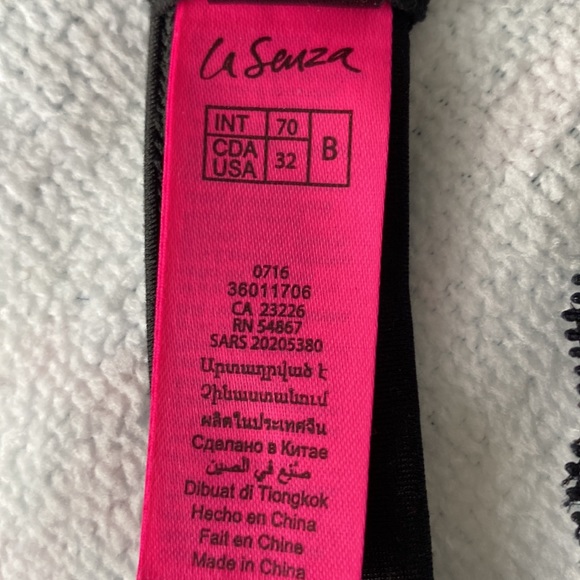 La Senza
INT 70 B
CDA USA 32
0716
36011706
CA 23226
RN 54867
SARS 20205380
Արտադրված է
Չինաստանում
ผลิตในประเทศจีน
Сделано в Китае
صنع في الصين
Dibuat di Tiongkok
Hecho en China
Fait en Chine
Made in China